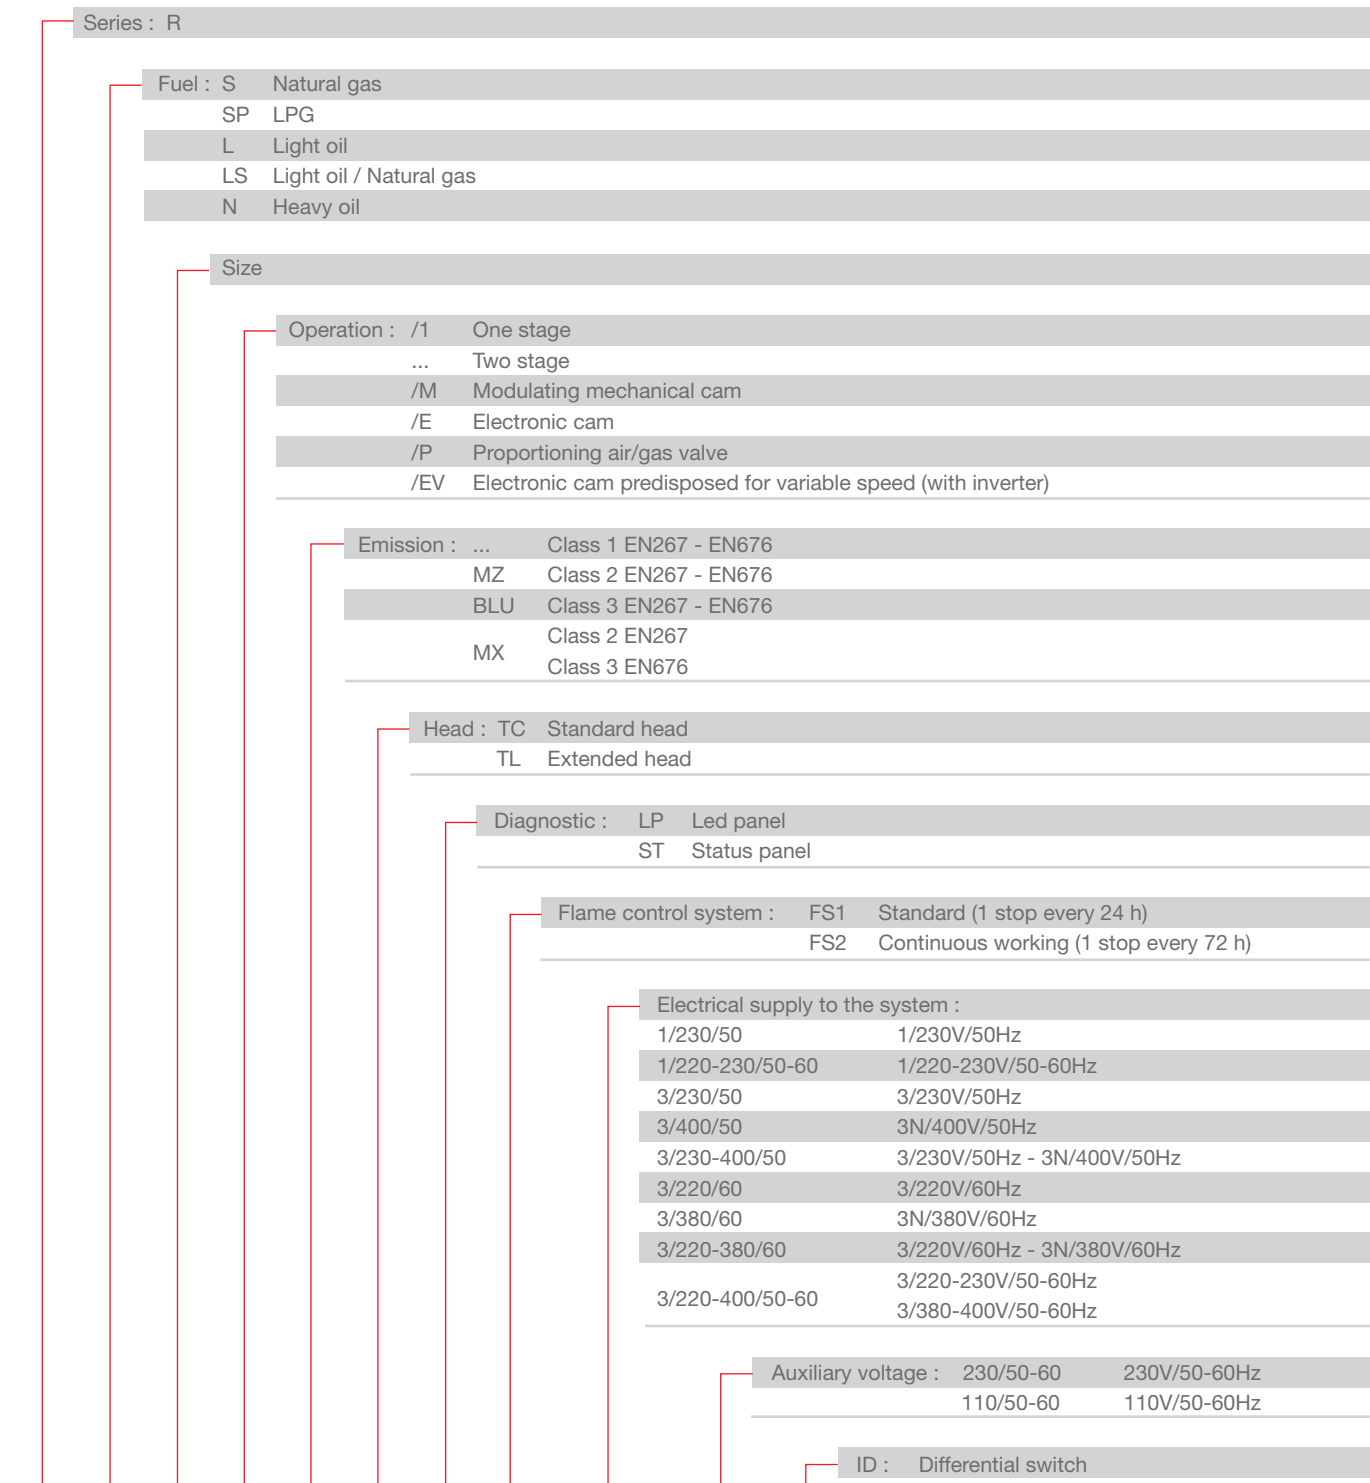 Series : R
Fuel : S Natural gas
SP LPG
L Light oil
LS Light oil / Natural gas
N Heavy oil
Size
Operation : /1 One stage
... Two stage
/M Modulating mechanical cam
/E Electronic cam
/P Proportioning air/gas valve
/EV Electronic cam predisposed for variable speed (with inverter)
Emission : ... Class 1 EN267 - EN676
MZ Class 2 EN267 - EN676
BLU Class 3 EN267 - EN676
MX Class 2 EN267
Class 3 EN676
Head : TC Standard head
TL Extended head
Diagnostic : LP Led panel
ST Status panel
Flame control system : FS1 Standard (1 stop every 24 h)
FS2 Continuous working (1 stop every 72 h)
Electrical supply to the system :
1/230/50 1/230V/50Hz
1/220-230/50-60 1/220-230V/50-60Hz
3/230/50 3/230V/50Hz
3/400/50 3N/400V/50Hz
3/230-400/50 3/230V/50Hz - 3N/400V/50Hz
3/220/60 3/220V/60Hz
3/380/60 3N/380V/60Hz
3/220-380/60 3/220V/60Hz - 3N/380V/60Hz
3/220-400/50-60 3/220-230V/50-60Hz
3/380-400V/50-60Hz
Auxiliary voltage : 230/50-60 230V/50-60Hz
110/50-60 110V/50-60Hz
ID : Differential switch